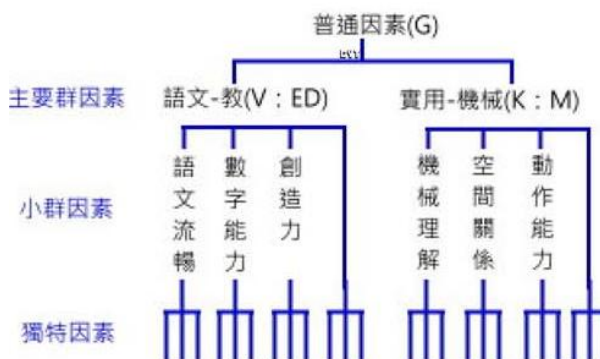 普通因素(G)
主要群因素
語文-教(V：ED)
實用-機械(K：M)
小群因素
語文流暢
數字能力
創造力
機械理解
空間關係
動作能力
獨特因素